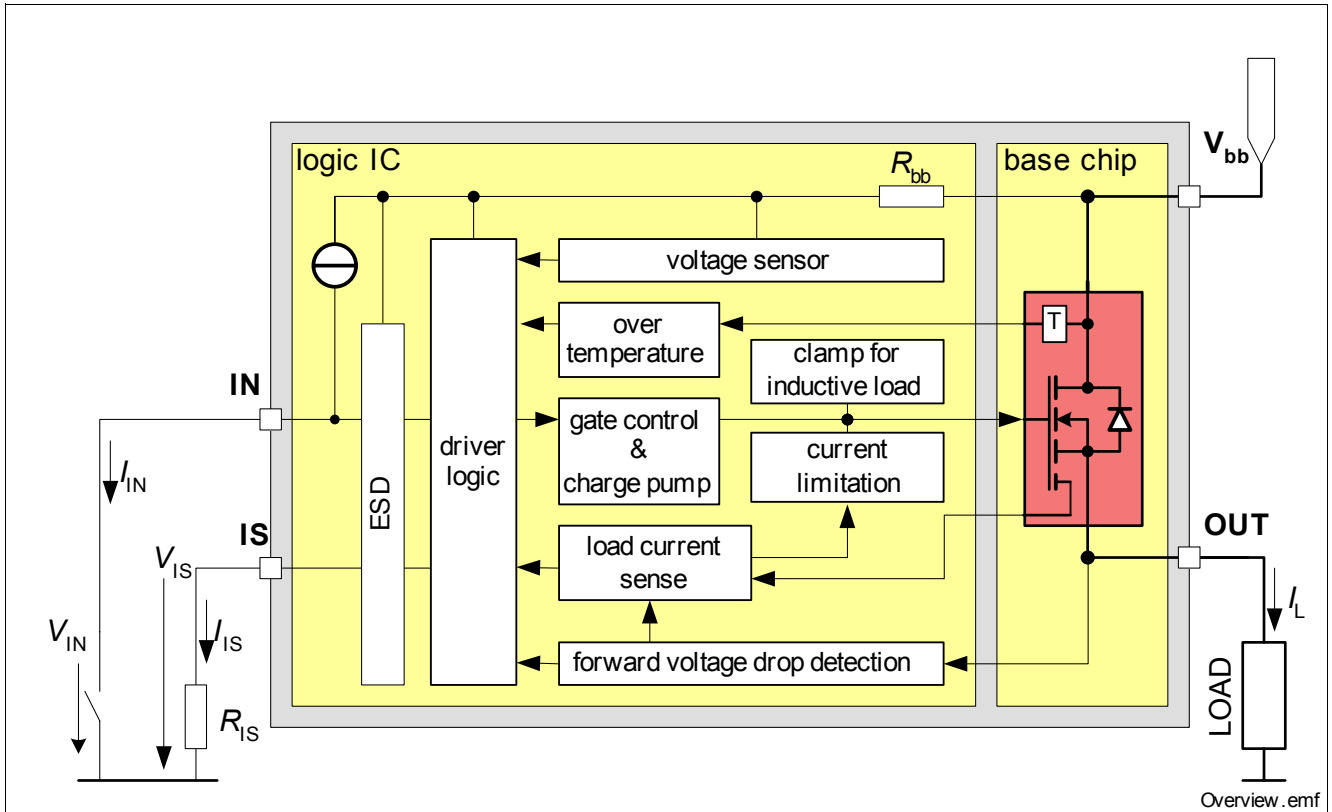 logic IC
R_bb
base chip
V_bb
voltage sensor
over
temperature
T
clamp for
inductive load
IN
gate control
&
charge pump
driver
logic
current
limitation
I_IN
ESD
IS
OUT
load current
sense
V_IS
I_L
V_IN
I_IS
forward voltage drop detection
R_IS
LOAD
Overview.emf